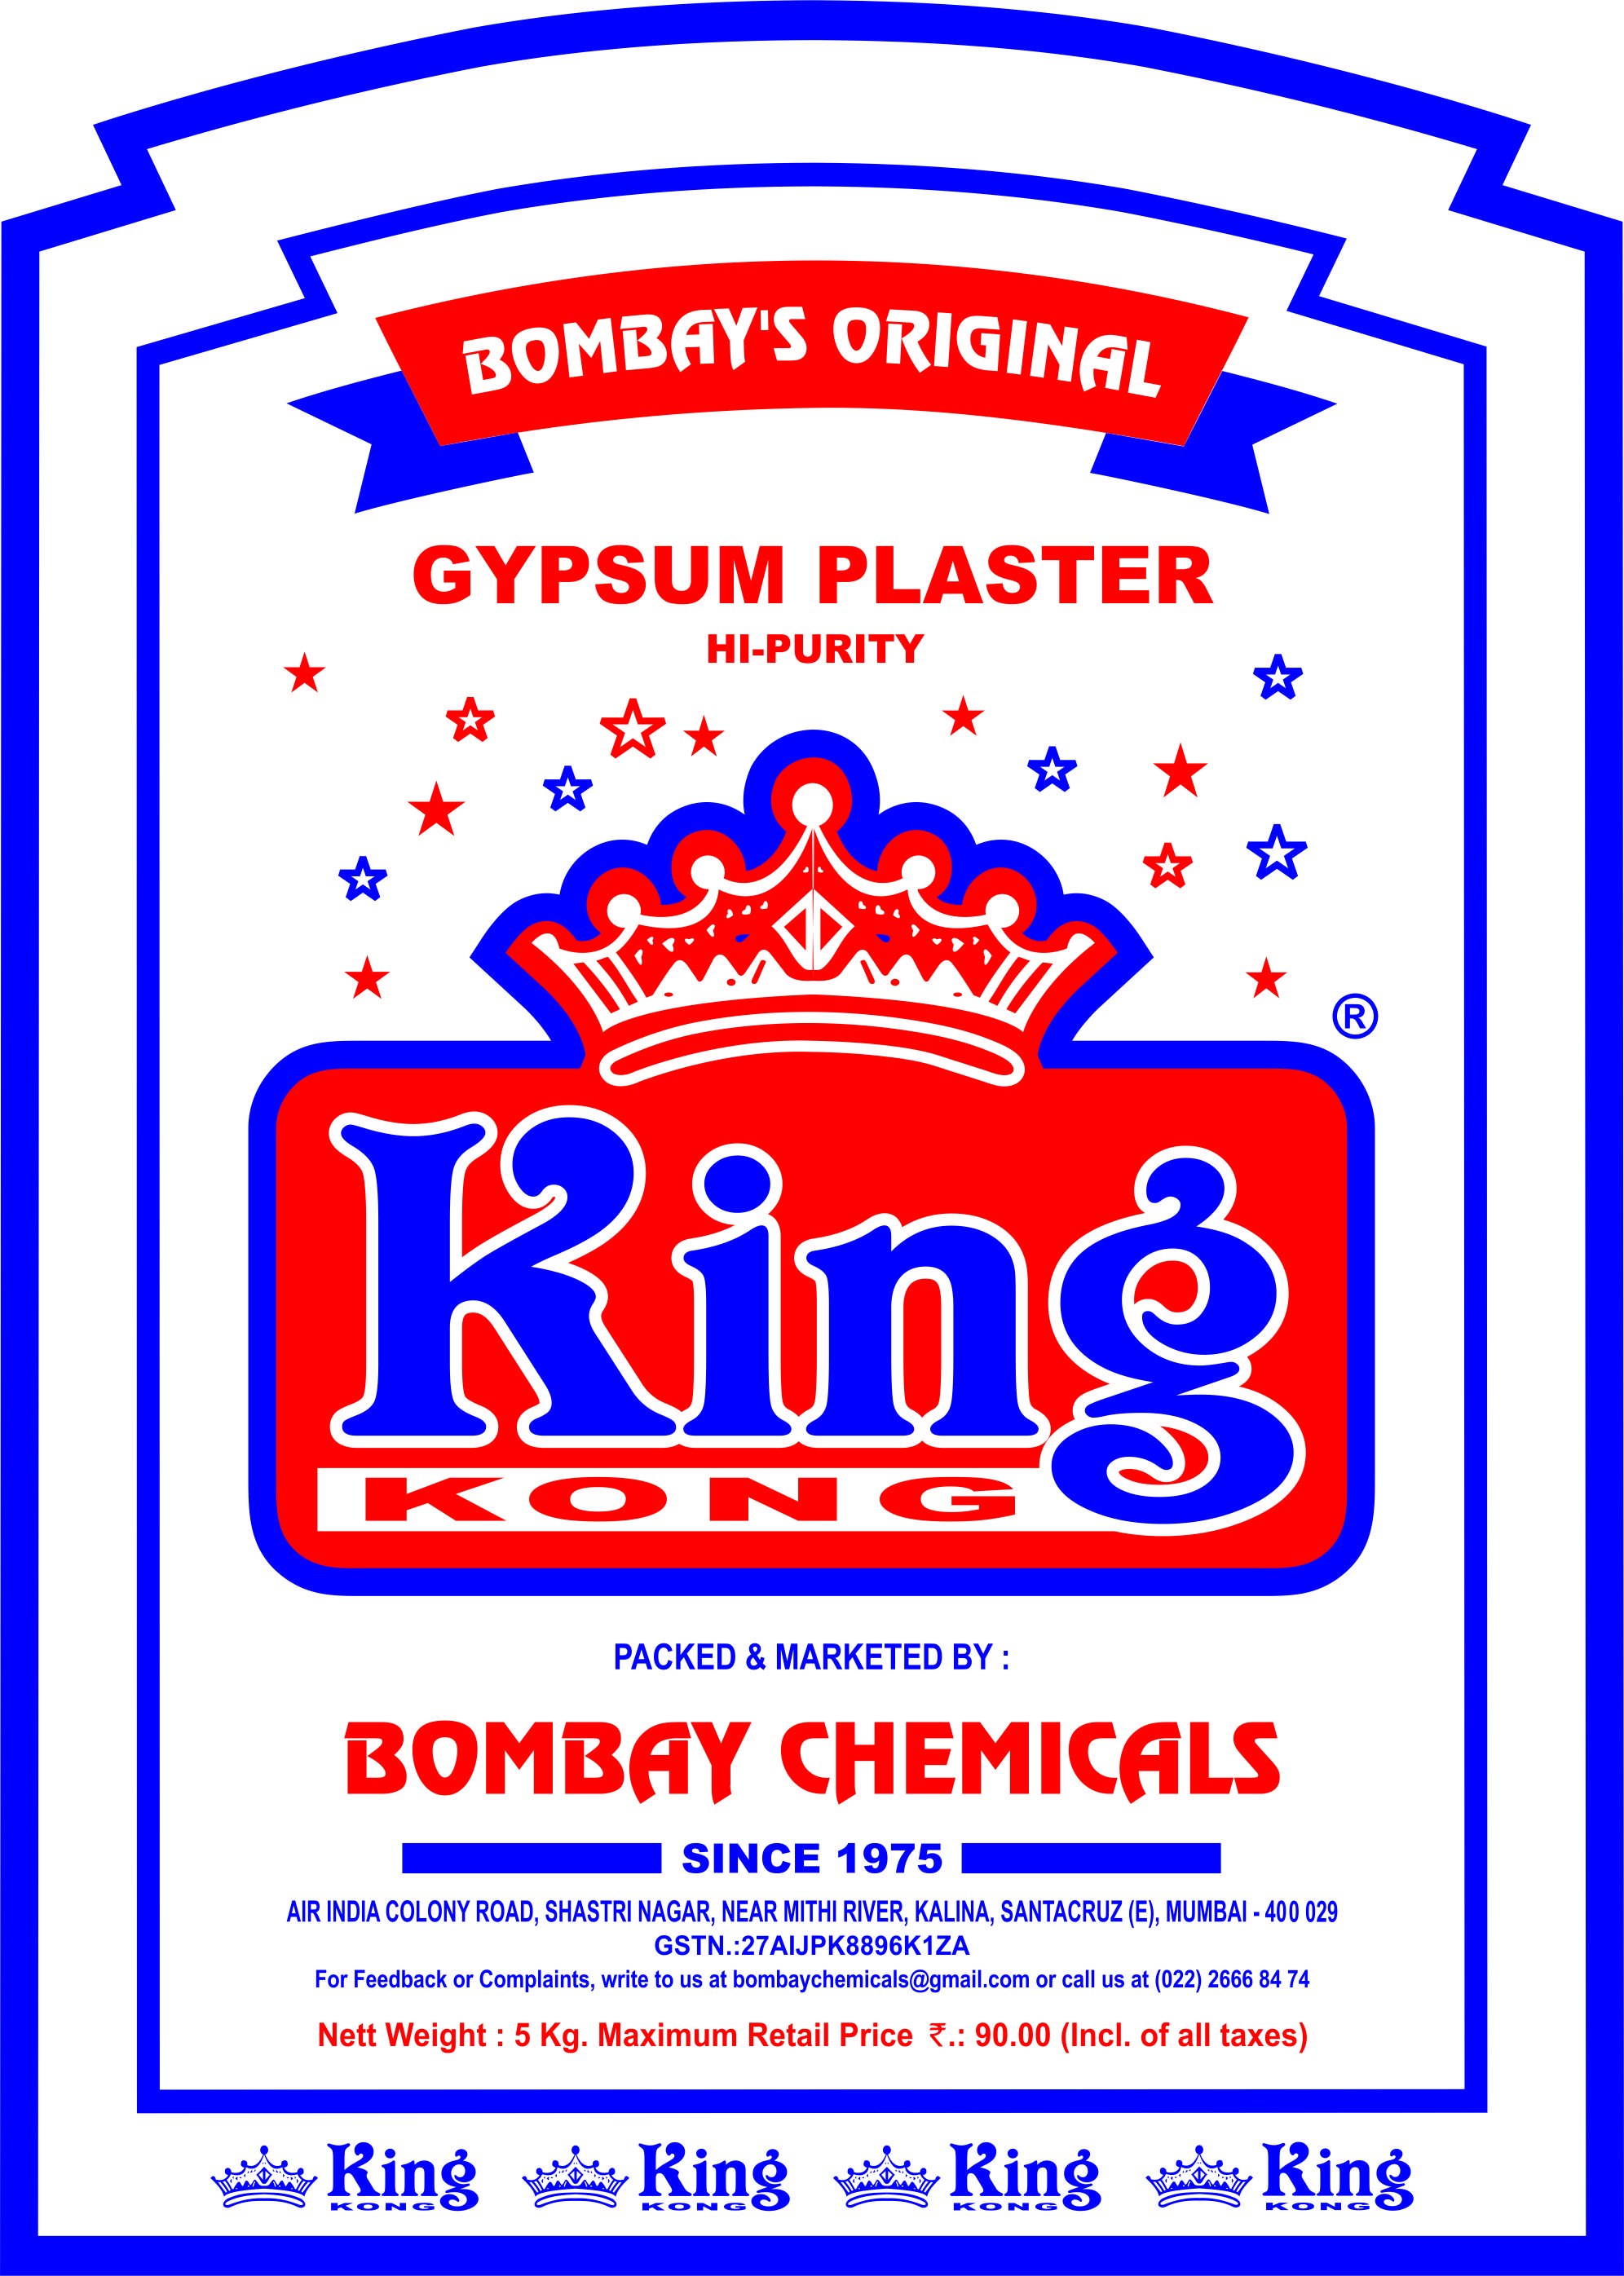 BOMBAY'S ORIGINAL
GYPSUM PLASTER
HI-PURITY
®
King
KONG
PACKED & MARKETED BY :
BOMBAY CHEMICALS
SINCE 1975
AIR INDIA COLONY ROAD, SHASTRI NAGAR, NEAR MITHI RIVER, KALINA, SANTACRUZ (E), MUMBAI - 400 029
GSTN.:27AIJPK8896K1ZA
For Feedback or Complaints, write to us at bombaychemicals@gmail.com or call us at (022) 2666 84 74
Nett Weight : 5 Kg. Maximum Retail Price ₹.: 90.00 (Incl. of all taxes)
King King King King
KONG KONG KONG KONG